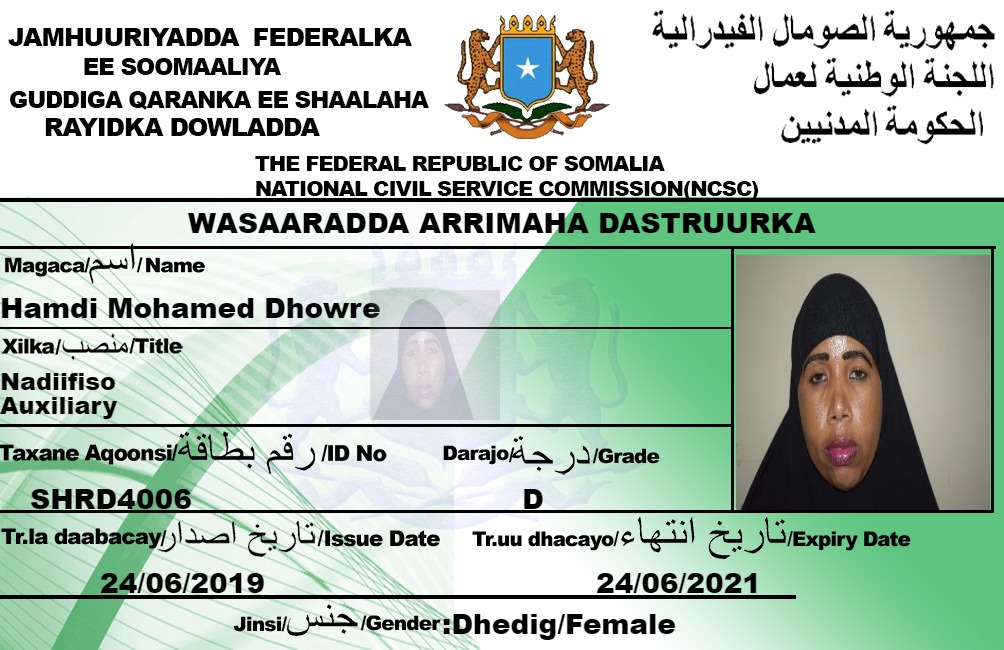 JAMHUURIYADDA FEDERALKA
EE SOOMAALIYA
GUDDIGA QARANKA EE SHAALAHA
RAYIDKA DOWLADDA
جمهورية الصومال الفيدرالية
اللجنة الوطنية لعمال
الحكومة المدنيين
THE FEDERAL REPUBLIC OF SOMALIA
NATIONAL CIVIL SERVICE COMMISSION(NCSC)
WASAARADDA ARRIMAHA DASTRUURKA
Magaca/اسم/Name
Hamdi Mohamed Dhowre
Xilka/منصب/Title
Nadiifiso
Auxiliary
Taxane Aqoonsi/رقم بطاقة/ID No
SHRD4006
Darajo/درجة/Grade
D
Tr.la daabacay/تاريخ اصدار/Issue Date
24/06/2019
Tr.uu dhacayo/تاريخ انتهاء/Expiry Date
24/06/2021
Jinsi/جنس/Gender:Dhedig/Female